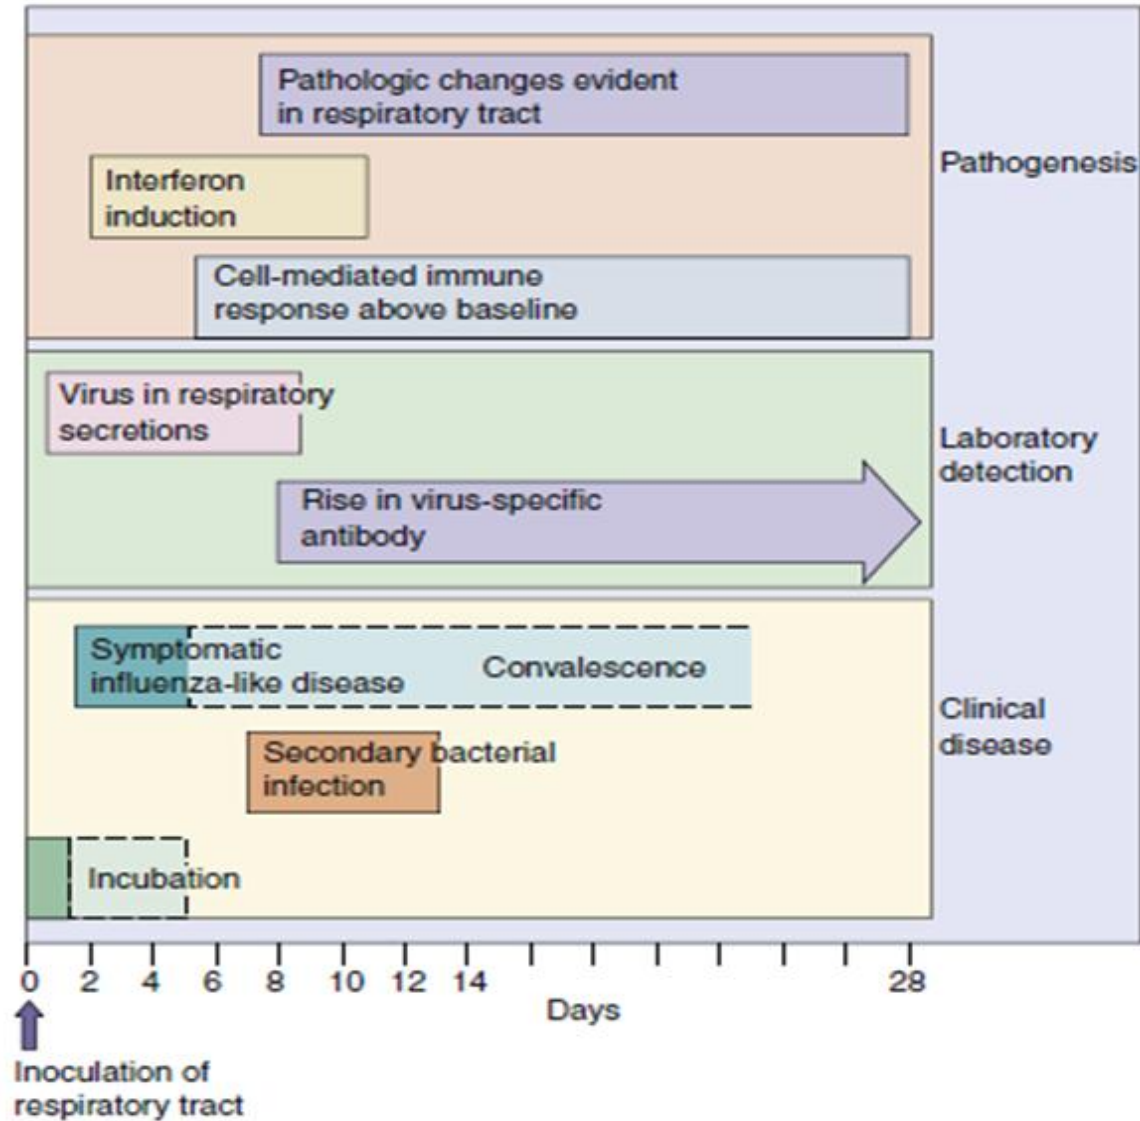 Pathologic changes evident
in respiratory tract
Pathogenesis
Interferon
induction
Cell-mediated immune
response above baseline
Virus in respiratory
secretions
Laboratory
detection
Rise in virus-specific
antibody
Symptomatic
influenza-like disease
Convalescence
Clinical
disease
Secondary bacterial
infection
Incubation
0 2 4 6 8 10 12 14 28
Days
Inoculation of
respiratory tract